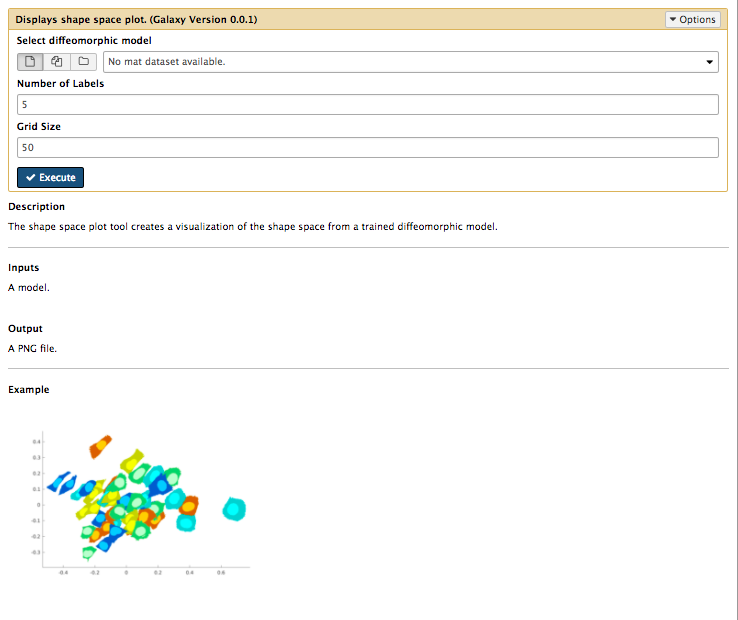 Displays shape space plot. (Galaxy Version 0.0.1)
Options
Select diffeomorphic model
No mat dataset available.
Number of Labels
5
Grid Size
50
Execute
Description
The shape space plot tool creates a visualization of the shape space from a trained diffeomorphic model.
Inputs
A model.
Output
A PNG file.
Example
0.4
0.3
0.2
0.1
0
-0.1
-0.2
-0.3
-0.4 -0.2 0 0.2 0.4 0.6